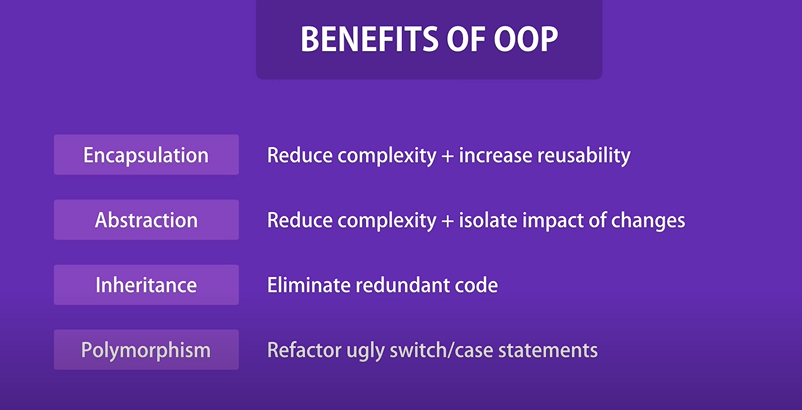 BENEFITS OF OOP
Encapsulation Reduce complexity + increase reusability
Abstraction Reduce complexity + isolate impact of changes
Inheritance Eliminate redundant code
Polymorphism Refactor ugly switch/case statements